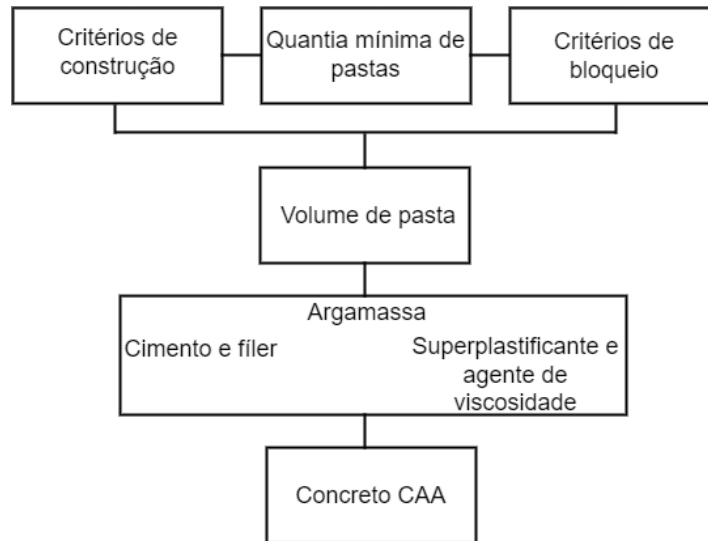 Critérios de
construção
Quantia mínima de
pastas
Critérios de
bloqueio
Volume de pasta
Argamassa
Cimento e fíler
Superplastificante e
agente de
viscosidade
Concreto CAA